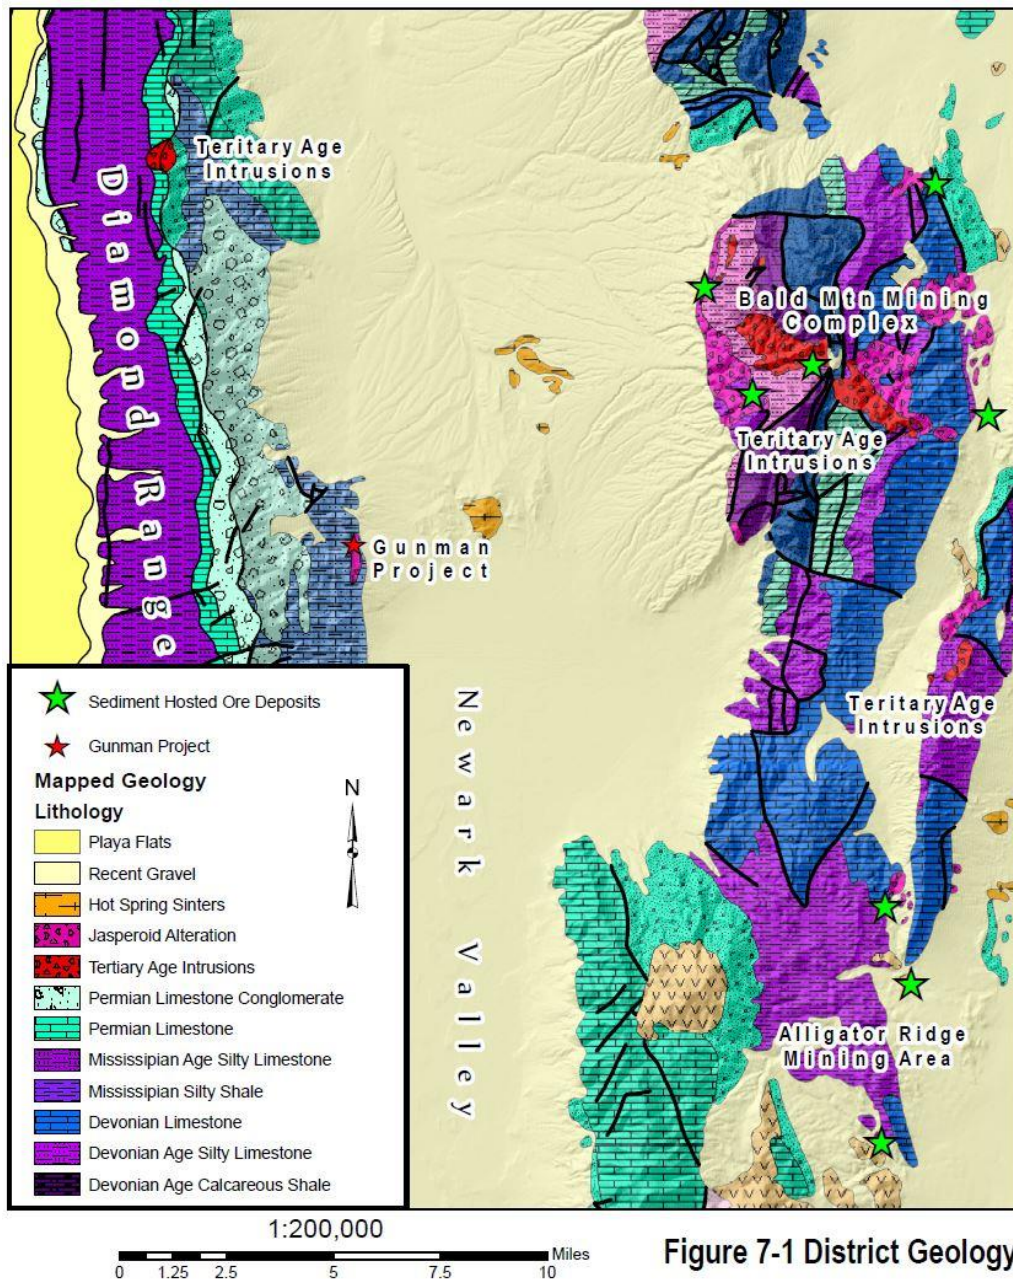 Teritary Age
Intrusions
Diamond Range
Bald Mtn Mining
Complex
Teritary Age
Intrusions
Gunman
Project
Newark Valley
Teritary Age
Intrusions
Alligator Ridge
Mining Area
Sediment Hosted Ore Deposits
Gunman Project
Mapped Geology
Lithology
N
Playa Flats
Recent Gravel
Hot Spring Sinters
Jasperoid Alteration
Tertiary Age Intrusions
Permian Limestone Conglomerate
Permian Limestone
Mississipian Age Silty Limestone
Mississipian Silty Shale
Devonian Limestone
Devonian Age Silty Limestone
Devonian Age Calcareous Shale
1:200,000
Miles
0 1.25 2.5 5 7.5 10
Figure 7-1 District Geology